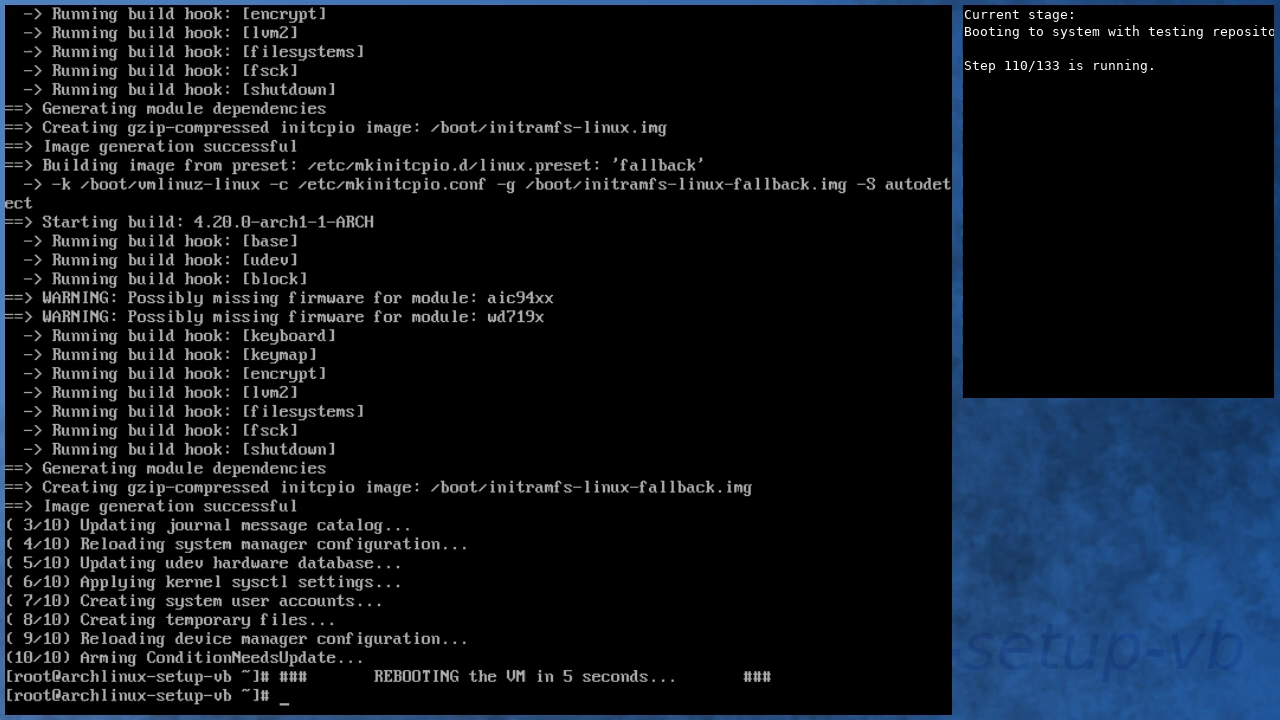 -> Running build hook: [encrypt]
-> Running build hook: [lvm2]
-> Running build hook: [filesystems]
-> Running build hook: [fsck]
-> Running build hook: [shutdown]
==> Generating module dependencies
==> Creating gzip-compressed initcpio image: /boot/initramfs-linux.img
==> Image generation successful
==> Building image from preset: /etc/mkinitcpio.d/linux.preset: 'fallback'
-> -k /boot/vmlinuz-linux -c /etc/mkinitcpio.conf -g /boot/initramfs-linux-fallback.img -S autodet
ect
==> Starting build: 4.20.0-arch1-1-ARCH
-> Running build hook: [base]
-> Running build hook: [udev]
-> Running build hook: [block]
==> WARNING: Possibly missing firmware for module: aic94xx
==> WARNING: Possibly missing firmware for module: wd719x
-> Running build hook: [keyboard]
-> Running build hook: [keymap]
-> Running build hook: [encrypt]
-> Running build hook: [lvm2]
-> Running build hook: [filesystems]
-> Running build hook: [fsck]
-> Running build hook: [shutdown]
==> Generating module dependencies
==> Creating gzip-compressed initcpio image: /boot/initramfs-linux-fallback.img
==> Image generation successful
( 3/10) Updating journal message catalog...
( 4/10) Reloading system manager configuration...
( 5/10) Updating udev hardware database...
( 6/10) Applying kernel sysctl settings...
( 7/10) Creating system user accounts...
( 8/10) Creating temporary files...
( 9/10) Reloading device manager configuration...
(10/10) Arming ConditionNeedsUpdate...
[root@archlinux-setup-vb ~]# ### REBOOTING the VM in 5 seconds... ###
[root@archlinux-setup-vb ~]# _
Current stage:
Booting to system with testing reposito
Step 110/133 is running.
-setup-vb